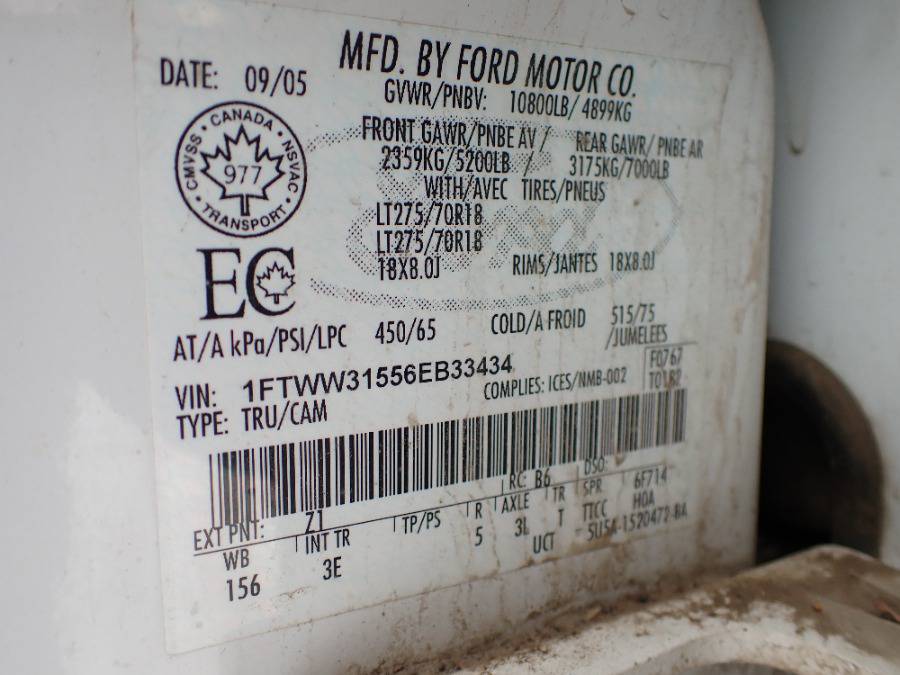 MFD. BY FORD MOTOR CO.
DATE: 09/05
GVWR/PNBV: 10800LB/ 4899KG
FRONT GAWR/PNBE AV / REAR GAWR/ PNBE AR
2359KG/5200LB / 3175KG/7000LB
WITH/AVEC TIRES/PNEUS
LT275/70R18
LT275/70R18
18X8.0J RIMS/JANTES 18X8.0J
CANADA
CMVSS NSVAC
977
TRANSPORT
EC
AT/A kPa/PSI/LPC 450/65 COLD/A FROID 515/75
/JUMELEES
VIN: 1FTWW31556EB33434
COMPLIES: ICES/NMB-002
F0767
T0182
TYPE: TRU/CAM
RC: B6 DSO:
EXT PNT: Z1 TP/PS R AXLE TR SPR 6F714
WB INT TR 5 3L T TTCC HOA
156 3E UCT SU5A-1520472-BA